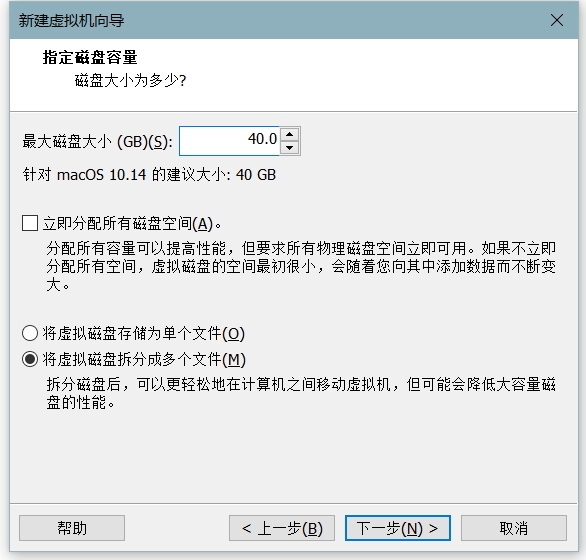 新建虚拟机向导
指定磁盘容量
磁盘大小为多少?
最大磁盘大小 (GB)(S): 40.0
针对 macOS 10.14 的建议大小: 40 GB
立即分配所有磁盘空间(A)。
分配所有容量可以提高性能，但要求所有物理磁盘空间立即可用。如果不立即
分配所有空间，虚拟磁盘的空间最初很小，会随着您向其中添加数据而不断变
大。
将虚拟磁盘存储为单个文件(O)
将虚拟磁盘拆分成多个文件(M)
拆分磁盘后，可以更轻松地在计算机之间移动虚拟机，但可能会降低大容量磁
盘的性能。
帮助 < 上一步(B) 下一步(N) > 取消